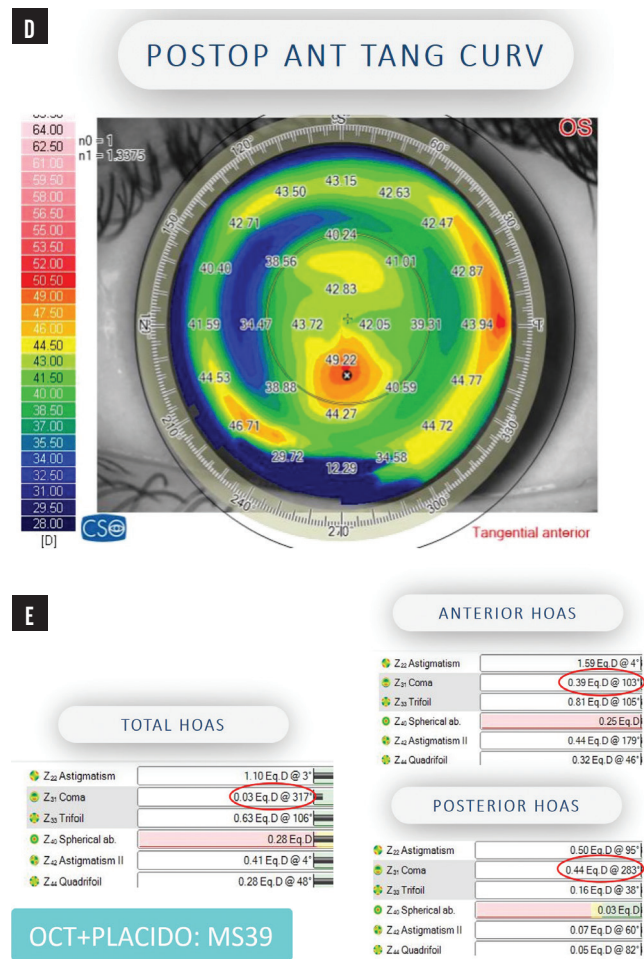 D
POSTOP ANT TANG CURV
OS
64.00
62.50
61.00
59.50
58.00
56.50
55.00
53.50
52.00
50.50
49.00
47.50
46.00
44.50
43.00
41.50
40.00
38.50
37.00
35.50
34.00
32.50
31.00
29.50
28.00
[D]
n0 = 1
n1 = 1.3375
120°
60°
150°
30°
210°
330°
240°
300°
270°
43.15
43.50
42.63
42.71
42.47
40.24
38.56
41.01
40.40
42.87
42.83
41.59
34.47
43.72
42.05
39.31
43.94
49.22
44.53
38.88
40.59
44.77
44.27
46.71
44.72
29.72
12.29
34.58
CSO
Tangential anterior
E
ANTERIOR HOAS
Z22 Astigmatism 1.59 Eq.D @ 4°
Z31 Coma 0.39 Eq.D @ 103°
Z33 Trifoil 0.81 Eq.D @ 105°
Z40 Spherical ab. 0.25 Eq.D
Z42 Astigmatism II 0.44 Eq.D @ 179°
Z44 Quadrifoil 0.32 Eq.D @ 46°
TOTAL HOAS
Z22 Astigmatism 1.10 Eq.D @ 3°
Z31 Coma 0.03 Eq.D @ 317°
Z33 Trifoil 0.63 Eq.D @ 106°
Z40 Spherical ab. 0.28 Eq.D
Z42 Astigmatism II 0.41 Eq.D @ 4°
Z44 Quadrifoil 0.28 Eq.D @ 48°
POSTERIOR HOAS
Z22 Astigmatism 0.50 Eq.D @ 95°
Z31 Coma 0.44 Eq.D @ 283°
Z33 Trifoil 0.16 Eq.D @ 38°
Z40 Spherical ab. 0.03 Eq.D
Z42 Astigmatism II 0.07 Eq.D @ 60°
Z44 Quadrifoil 0.05 Eq.D @ 82°
OCT+PLACIDO: MS39